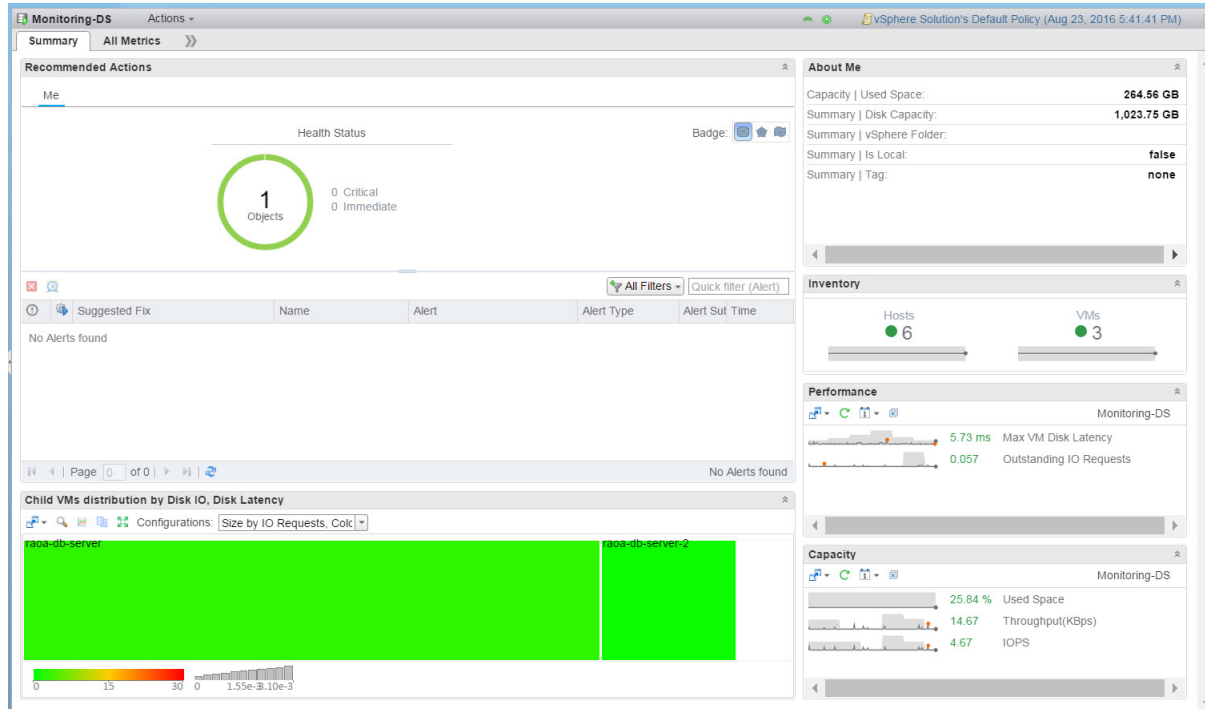 Monitoring-DS Actions vSphere Solution's Default Policy (Aug 23, 2016 5:41:41 PM)
Summary All Metrics
Recommended Actions
Me
Health Status
Badge:
1
Objects
0 Critical
0 Immediate
All Filters Quick filter (Alert)
Suggested Fix Name Alert Alert Type Alert Sul Time
No Alerts found
Page 0 of 0 No Alerts found
Child VMs distribution by Disk IO, Disk Latency
Configurations: Size by IO Requests, Colc
raoa-db-server raoa-db-server-2
0 15 30 0 1.55e-3 3.10e-3
About Me
Capacity | Used Space: 264.56 GB
Summary | Disk Capacity: 1,023.75 GB
Summary | vSphere Folder:
Summary | Is Local: false
Summary | Tag: none
Inventory
Hosts VMs
6 3
Performance
Monitoring-DS
5.73 ms Max VM Disk Latency
0.057 Outstanding IO Requests
Capacity
Monitoring-DS
25.84 % Used Space
14.67 Throughput(KBps)
4.67 IOPS